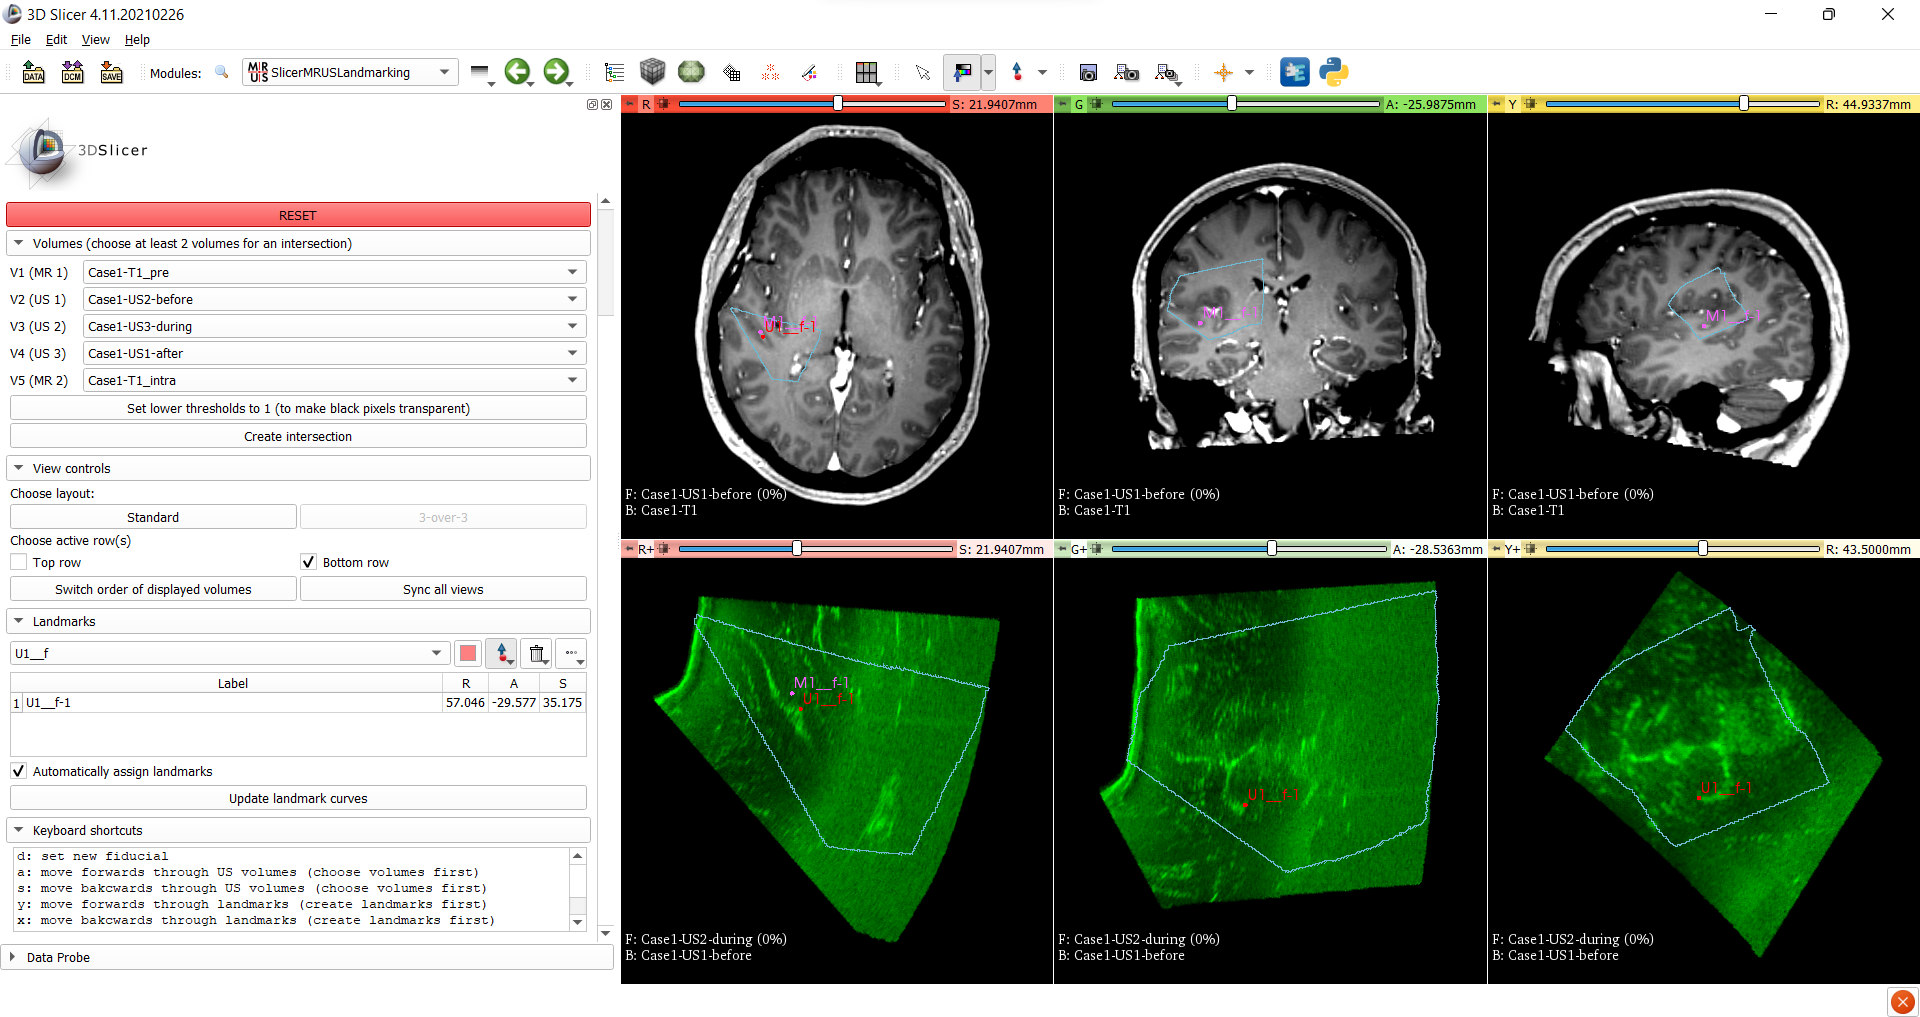 3D Slicer 4.11.20210226
File Edit View Help
DATA DCM SAVE Modules: MRUS SlicerMRUSLandmarking
3DSlicer
RESET
Volumes (choose at least 2 volumes for an intersection)
V1 (MR 1) Case1-T1_pre
V2 (US 1) Case1-US2-before
V3 (US 2) Case1-US3-during
V4 (US 3) Case1-US1-after
V5 (MR 2) Case1-T1_intra
Set lower thresholds to 1 (to make black pixels transparent)
Create intersection
View controls
Choose layout:
Standard 3-over-3
Choose active row(s)
Top row Bottom row
Switch order of displayed volumes Sync all views
Landmarks
U1__f
Label R A S
1 U1__f-1 57.046 -29.577 35.175
Automatically assign landmarks
Update landmark curves
Keyboard shortcuts
d: set new fiducial
a: move forwards through US volumes (choose volumes first)
s: move bakcwards through US volumes (choose volumes first)
y: move forwards through landmarks (create landmarks first)
x: move bakcwards through landmarks (create landmarks first)
Data Probe
R S: 21.9407mm
U1__f-1
F: Case1-US1-before (0%)
B: Case1-T1
G A: -25.9875mm
F: Case1-US1-before (0%)
B: Case1-T1
Y R: 44.9337mm
M1__f-1
F: Case1-US1-before (0%)
B: Case1-T1
R+ S: 21.9407mm
M1__f-1
U1__f-
F: Case1-US2-during (0%)
B: Case1-US1-before
G+ A: -28.5363mm
U1__f-1
F: Case1-US2-during (0%)
B: Case1-US1-before
Y+ R: 43.5000mm
U1__f-1
F: Case1-US2-during (0%)
B: Case1-US1-before